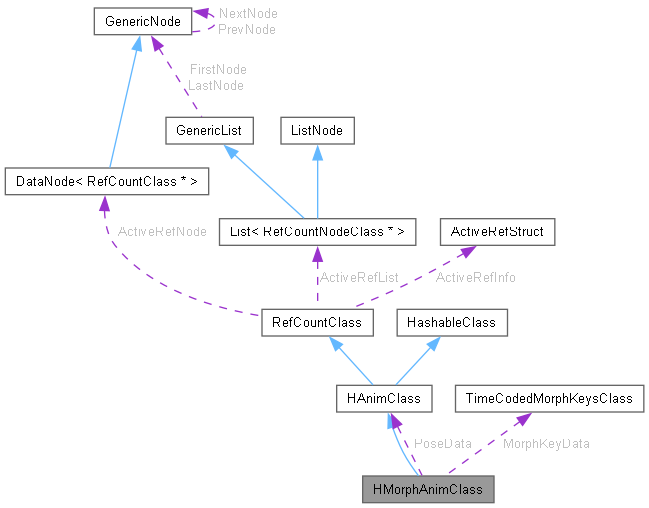 GenericNode
NextNode
PrevNode
FirstNode
LastNode
GenericList
ListNode
DataNode< RefCountClass * >
List< RefCountNodeClass * >
ActiveRefStruct
ActiveRefNode
ActiveRefList
ActiveRefInfo
RefCountClass
HashableClass
HAnimClass
TimeCodedMorphKeysClass
PoseData
MorphKeyData
HMorphAnimClass